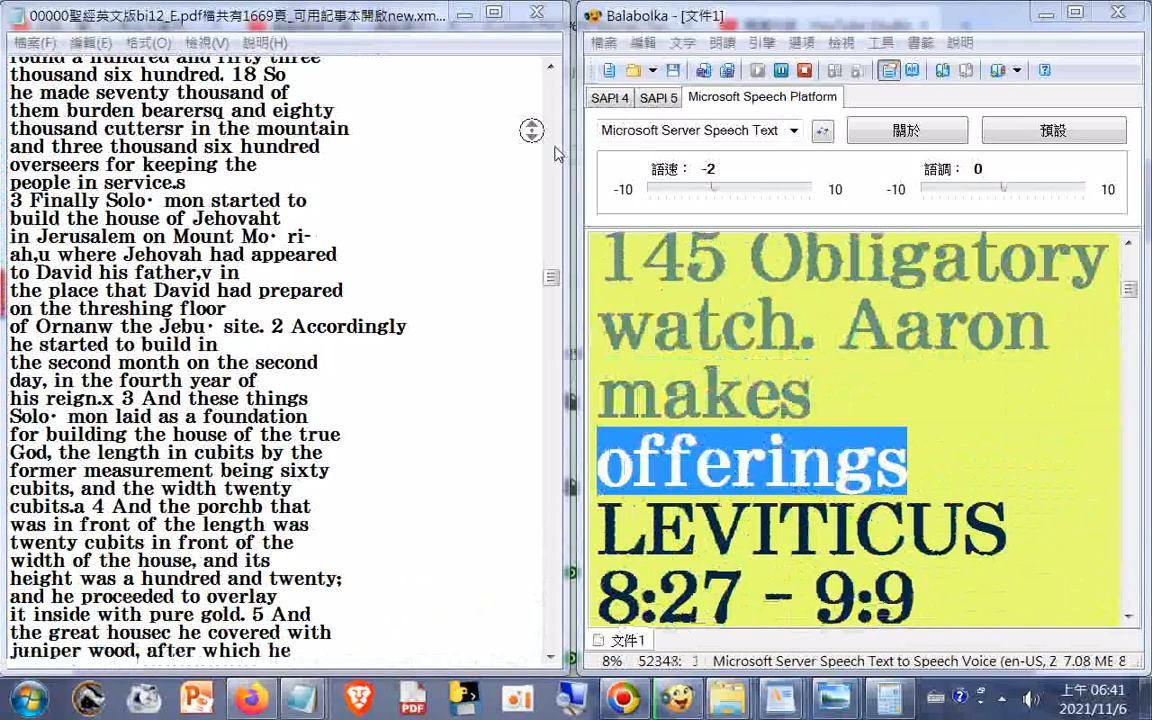 00000聖經英文版bi12_E.pdf檔共有1669頁_可用記事本開啟new.xm...
檔案(F) 編輯(E) 格式(O) 檢視(V) 說明(H)
round a hundred and fifty three
thousand six hundred. 18 So
he made seventy thousand of
them burden bearersq and eighty
thousand cuttersr in the mountain
and three thousand six hundred
overseers for keeping the
people in service.s
3 Finally Solo· mon started to
build the house of Jehovaht
in Jerusalem on Mount Mo· ri-
ah,u where Jehovah had appeared
to David his father,v in
the place that David had prepared
on the threshing floor
of Ornanw the Jebu· site. 2 Accordingly
he started to build in
the second month on the second
day, in the fourth year of
his reign.x 3 And these things
Solo· mon laid as a foundation
for building the house of the true
God, the length in cubits by the
former measurement being sixty
cubits, and the width twenty
cubits.a 4 And the porchb that
was in front of the length was
twenty cubits in front of the
width of the house, and its
height was a hundred and twenty;
and he proceeded to overlay
it inside with pure gold. 5 And
the great housec he covered with
juniper wood, after which he
Balabolka - [文件1]
檔案 編輯 文字 朗讀 引擎 選項 檢視 工具 書籤 說明
SAPI 4 SAPI 5 Microsoft Speech Platform
Microsoft Server Speech Text 關於 預設
語速： -2 語調： 0
-10 10 -10 10
145 Obligatory
watch. Aaron
makes
offerings
LEVITICUS
8:27 - 9:9
文件1
8% Microsoft Server Speech Text to Speech Voice (en-US, Z 7.08 ME 8
上午 06:41
2021/11/6